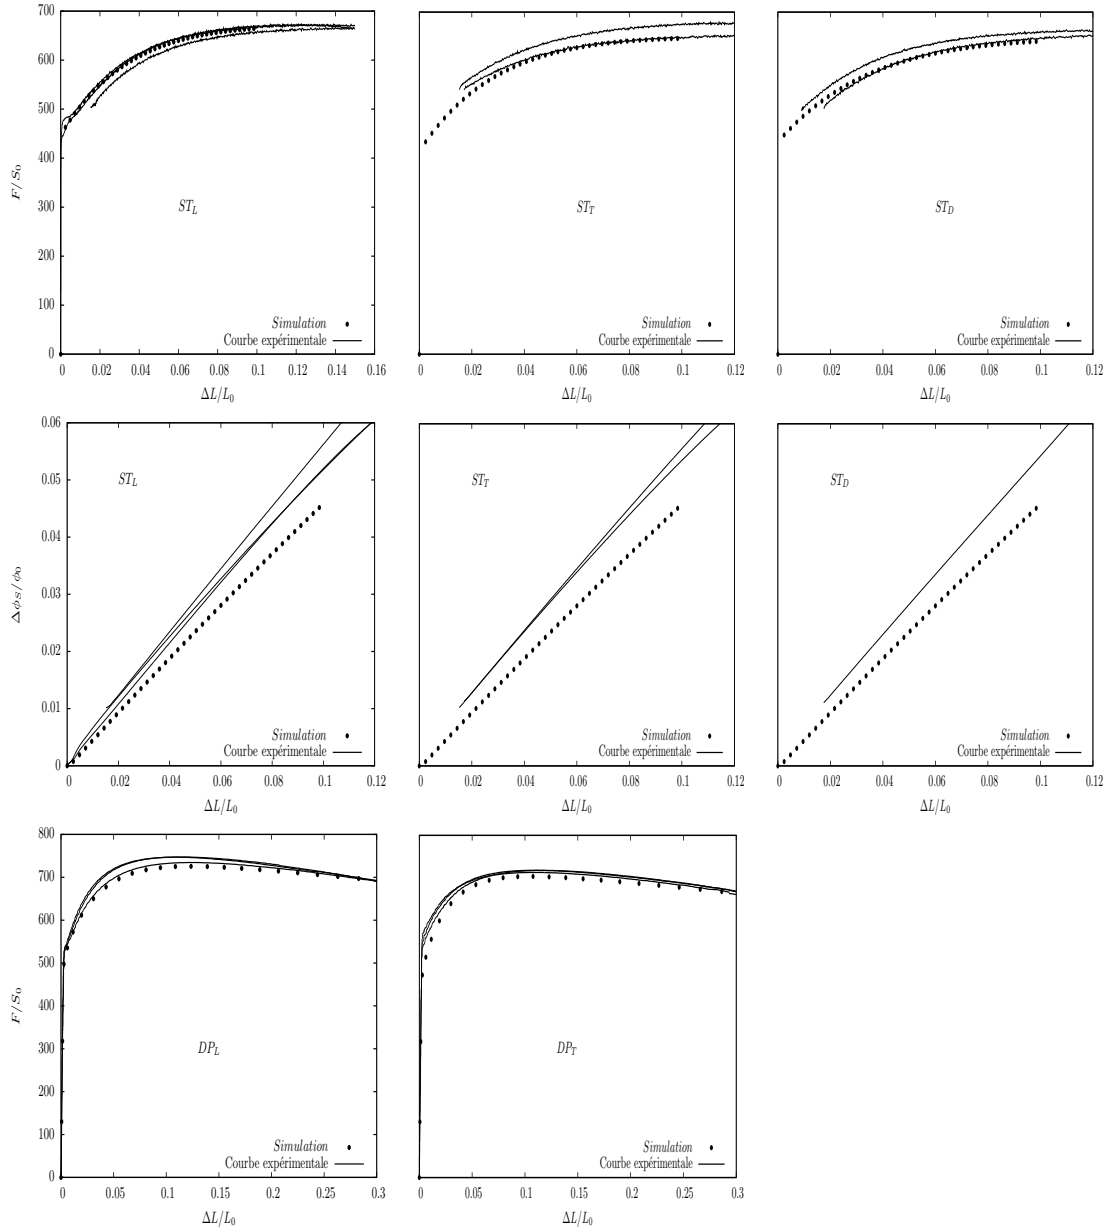 700
600
500
400
300
200
100
0
F/S₀
ST_L
Simulation
Courbe expérimentale
0 0.02 0.04 0.06 0.08 0.1 0.12 0.14 0.16
ΔL/L₀
ST_T
Simulation
Courbe expérimentale
0 0.02 0.04 0.06 0.08 0.1 0.12
ΔL/L₀
ST_D
Simulation
Courbe expérimentale
0 0.02 0.04 0.06 0.08 0.1 0.12
ΔL/L₀
0.06
0.05
0.04
0.03
0.02
0.01
0
Δϕ_S/ϕ₀
ST_L
Simulation
Courbe expérimentale
0 0.02 0.04 0.06 0.08 0.1 0.12
ΔL/L₀
ST_T
Simulation
Courbe expérimentale
0 0.02 0.04 0.06 0.08 0.1 0.12
ΔL/L₀
ST_D
Simulation
Courbe expérimentale
0 0.02 0.04 0.06 0.08 0.1 0.12
ΔL/L₀
800
700
600
500
400
300
200
100
0
F/S₀
DP_L
Simulation
Courbe expérimentale
0 0.05 0.1 0.15 0.2 0.25 0.3
ΔL/L₀
DP_T
Simulation
Courbe expérimentale
0 0.05 0.1 0.15 0.2 0.25 0.3
ΔL/L₀